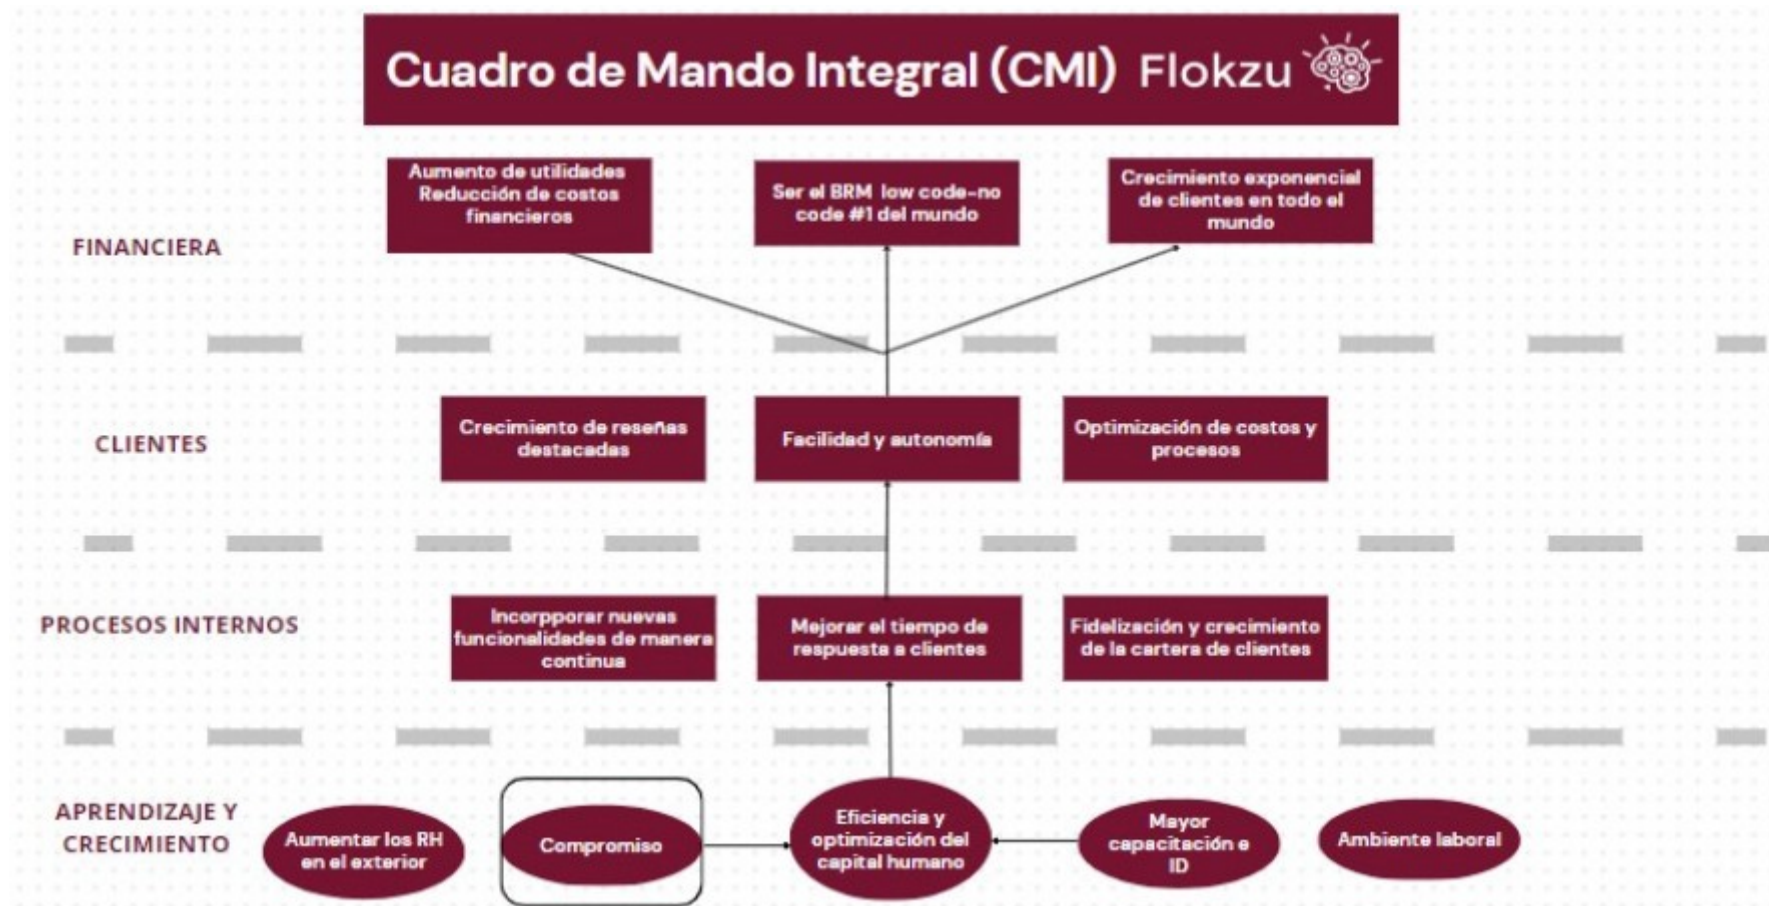 Cuadro de Mando Integral (CMI) Flokzu
FINANCIERA
Aumento de utilidades
Reducción de costos
financieros
Ser el BRM low code-no
code #1 del mundo
Crecimiento exponencial
de clientes en todo el
mundo
CLIENTES
Crecimiento de reseñas
destacadas
Facilidad y autonomía
Optimización de costos y
procesos
PROCESOS INTERNOS
Incorpporar nuevas
funcionalidades de manera
continua
Mejorar el tiempo de
respuesta a clientes
Fidelización y crecimiento
de la cartera de clientes
APRENDIZAJE Y
CRECIMIENTO
Aumentar los RH
en el exterior
Compromiso
Eficiencia y
optimización del
capital humano
Mayor
capacitación e
ID
Ambiente laboral